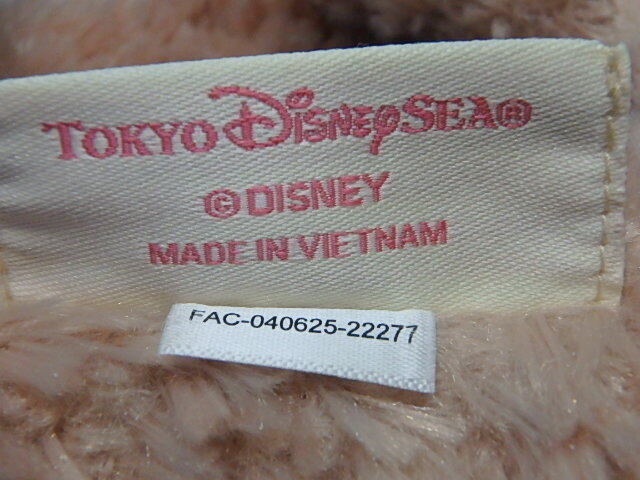 TOKYO DISNEYSEA®
© DISNEY
MADE IN VIETNAM
FAC-040625-22277